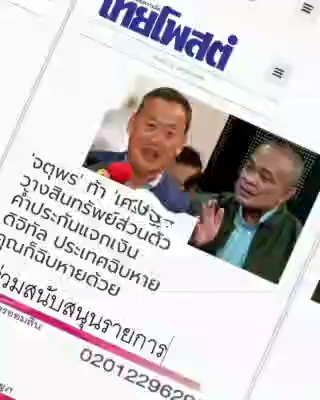 ไทยโพสต์
'จตุพร' ท้า 'เศษฐ
วางสินทรัพย์ส่วนตัว
ค้ำประกันแจกเงิน
ดิจิทัล ประเทศฉิบหาย
คุณก็ฉิบหายด้วย
ร่วมสนับสนุนรายการ
020122962